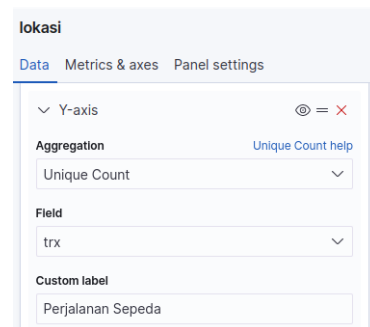 lokasi
Data Metrics & axes Panel settings
Y-axis
Aggregation Unique Count help
Unique Count
Field
trx
Custom label
Perjalanan Sepeda